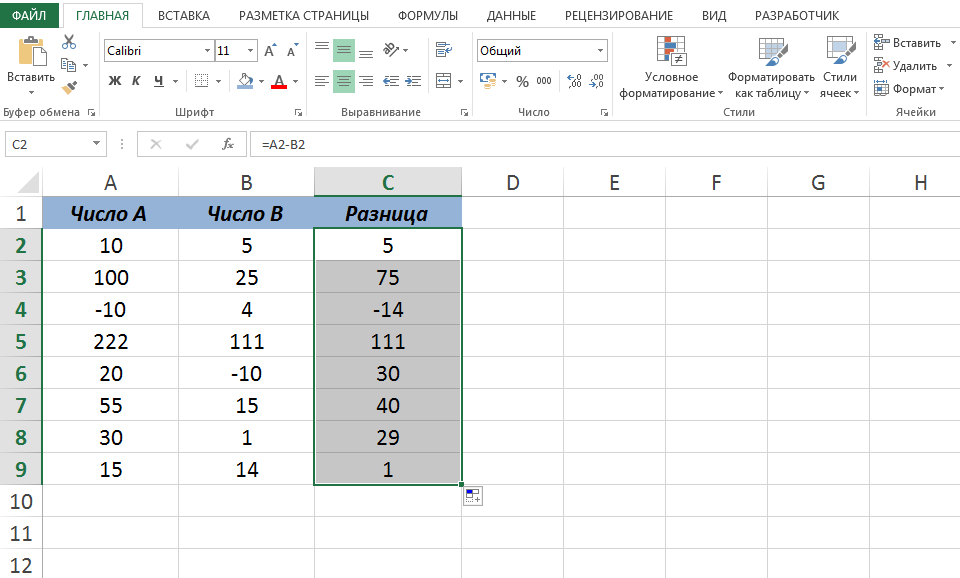 ФАЙЛ ГЛАВНАЯ ВСТАВКА РАЗМЕТКА СТРАНИЦЫ ФОРМУЛЫ ДАННЫЕ РЕЦЕНЗИРОВАНИЕ ВИД РАЗРАБОТЧИК
Вставить
Буфер обмена
Calibri 11
Ж К Ч
Шрифт
Выравнивание
Общий
% 000 ,00 ,00
Число
Условное форматирование
Форматировать как таблицу
Стили ячеек
Стили
Вставить
Удалить
Формат
Ячейки
C2 fx =A2-B2
A B C D E F G H
1 Число A Число B Разница
2 10 5 5
3 100 25 75
4 -10 4 -14
5 222 111 111
6 20 -10 30
7 55 15 40
8 30 1 29
9 15 14 1
10
11
12